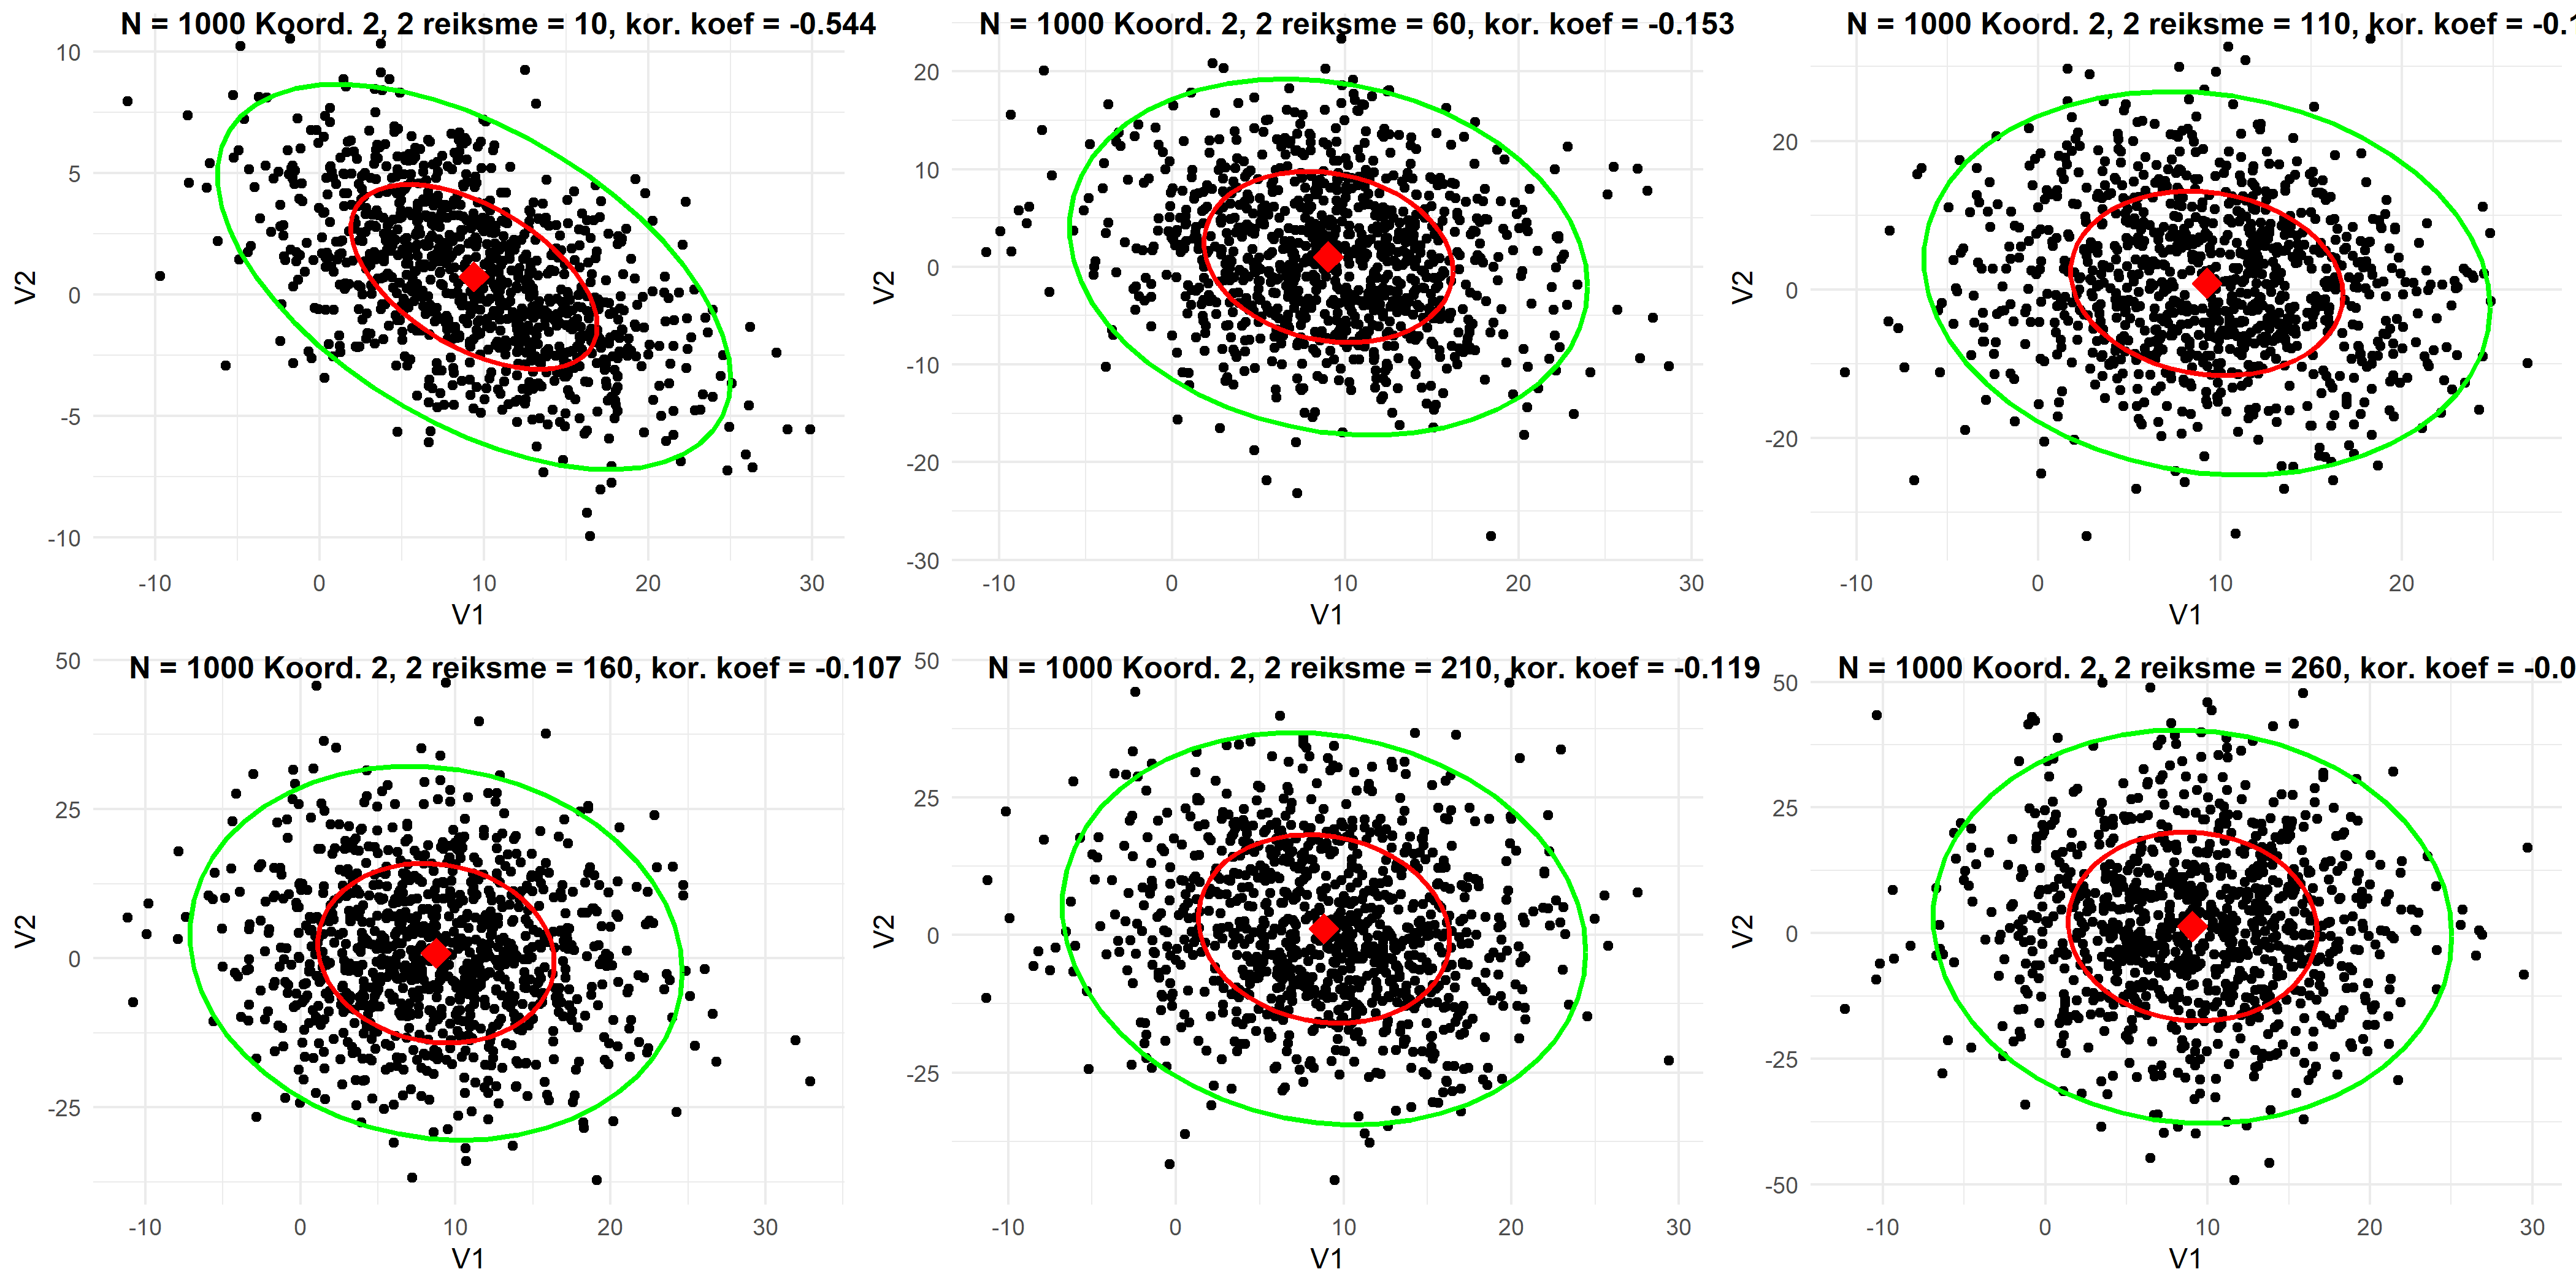 N = 1000 Koord. 2, 2 reiksme = 10, kor. koef = -0.544
10
5
0
-5
-10
V2
-10 0 10 20 30
V1
N = 1000 Koord. 2, 2 reiksme = 60, kor. koef = -0.153
20
10
0
-10
-20
-30
V2
-10 0 10 20 30
V1
N = 1000 Koord. 2, 2 reiksme = 110, kor. koef = -0.1
20
0
-20
V2
-10 0 10 20
V1
N = 1000 Koord. 2, 2 reiksme = 160, kor. koef = -0.107
50
25
0
-25
V2
-10 0 10 20 30
V1
N = 1000 Koord. 2, 2 reiksme = 210, kor. koef = -0.119
50
25
0
-25
V2
-10 0 10 20 30
V1
N = 1000 Koord. 2, 2 reiksme = 260, kor. koef = -0.0
50
25
0
-25
-50
V2
-10 0 10 20 30
V1